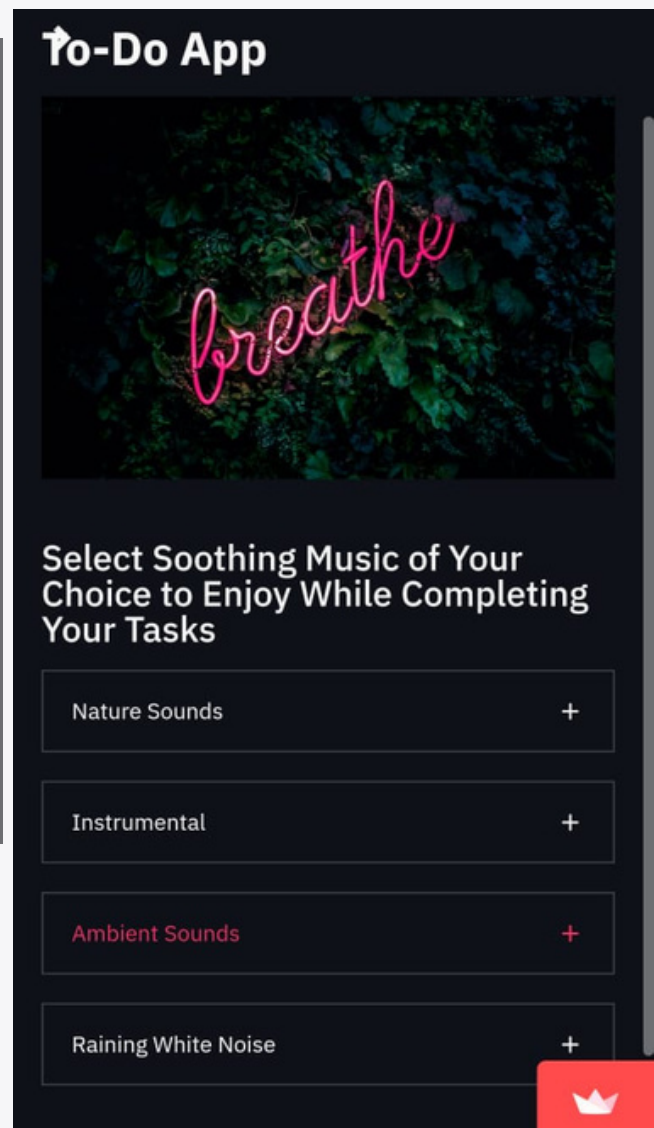 To-Do App
breathe
Select Soothing Music of Your
Choice to Enjoy While Completing
Your Tasks
Nature Sounds +
Instrumental +
Ambient Sounds +
Raining White Noise +